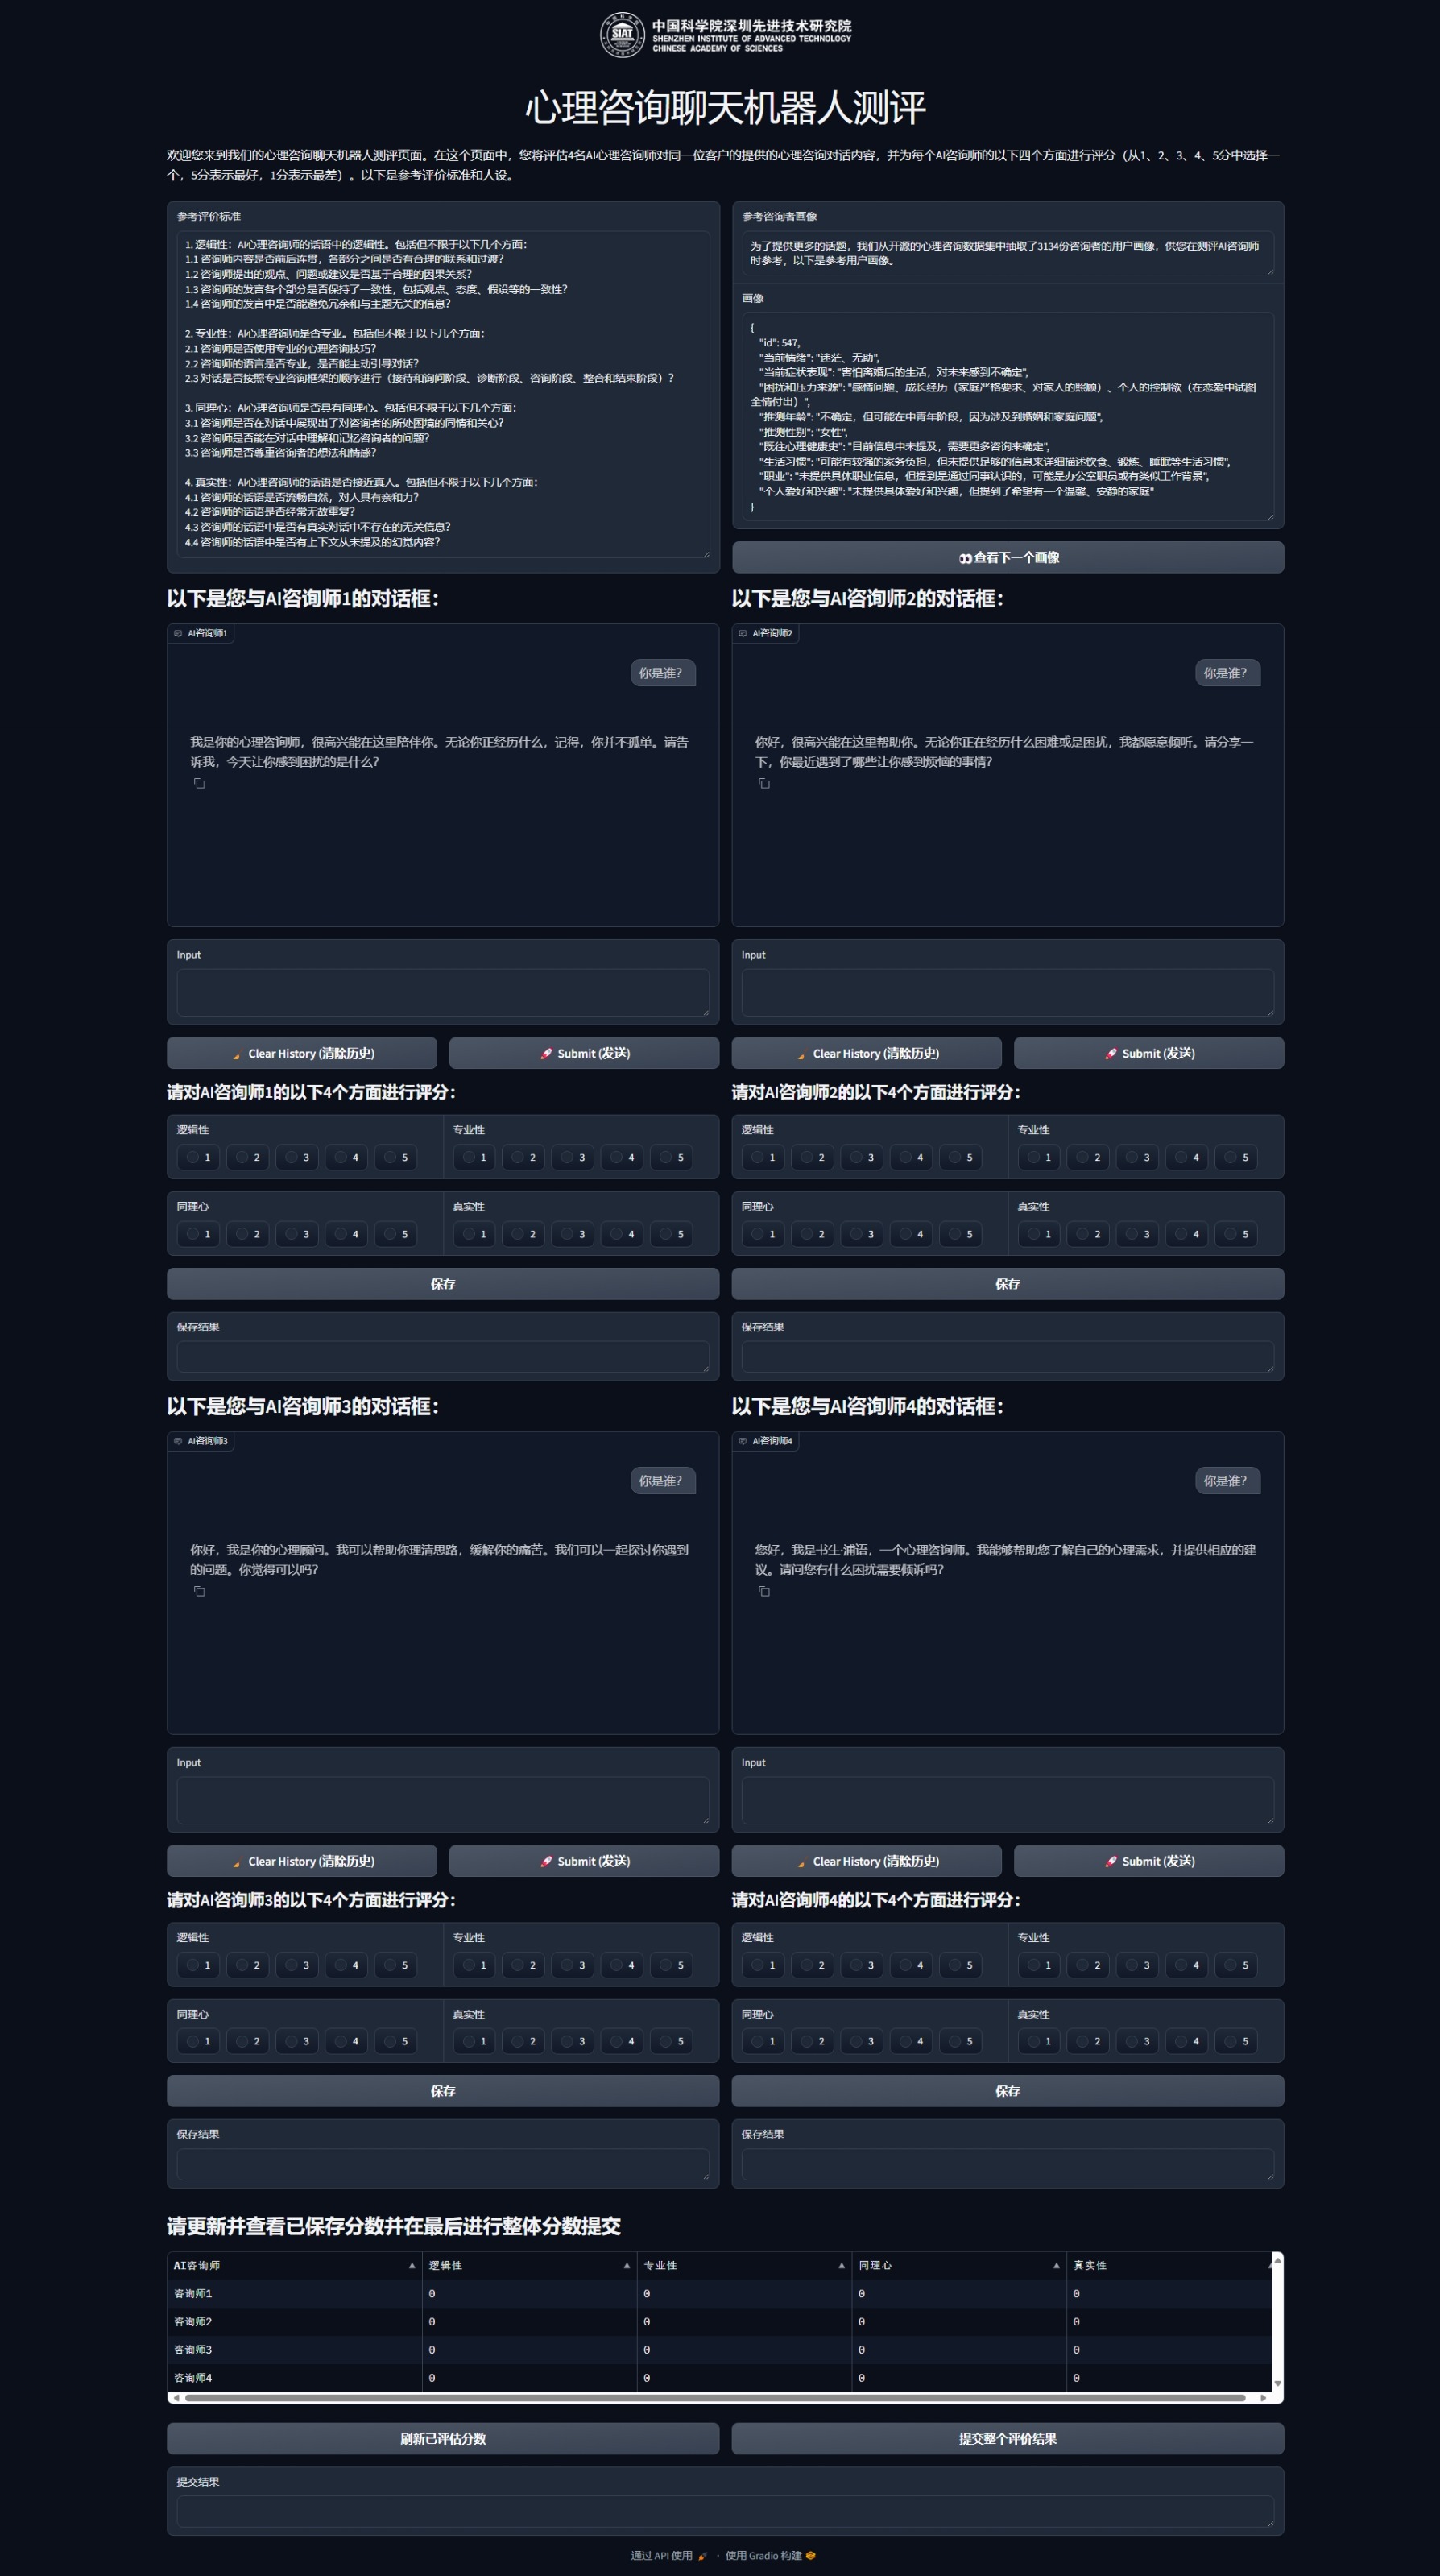 中国科学院深圳先进技术研究院
SHENZHEN INSTITUTE OF ADVANCED TECHNOLOGY
CHINESE ACADEMY OF SCIENCES
SIAT
心理咨询聊天机器人测评
欢迎您来到我们的心理咨询聊天机器人测评页面。在这个页面中，您将评估4名AI心理咨询师对同一位客户的提供的心理咨询对话内容，并为每个AI咨询师的以下四个方面进行评分（从1、2、3、4、5分中选择一
个，5分表示最好，1分表示最差）。以下是参考评价标准和人设。
参考评价标准
1. 逻辑性：AI心理咨询师的话语中的逻辑性。包括但不限于以下几个方面：
1.1 咨询师内容是否前后连贯，各部分之间是否有合理的联系和过渡？
1.2 咨询师提出的观点、问题或建议是否基于合理的因果关系？
1.3 咨询师的发言各个部分是否保持了一致性，包括观点、态度、假设等的一致性？
1.4 咨询师的发言中是否能避免冗余和与主题无关的信息？
2. 专业性：AI心理咨询师是否专业。包括但不限于以下几个方面：
2.1 咨询师是否使用专业的心理咨询技巧？
2.2 咨询师的语言是否专业，是否能主动引导对话？
2.3 对话是否按照专业咨询框架的顺序进行（接待和询问阶段、诊断阶段、咨询阶段、整合和结束阶段）？
3. 同理心：AI心理咨询师是否具有同理心。包括但不限于以下几个方面：
3.1 咨询师是否在对话中展现出了对咨询者的所处困境的同情和关心？
3.2 咨询师是否能在对话中理解和记忆咨询者的问题？
3.3 咨询师是否尊重咨询者的想法和情感？
4. 真实性：AI心理咨询师的话语是否接近真人。包括但不限于以下几个方面：
4.1 咨询师的话语是否流畅自然，对人具有亲和力？
4.2 咨询师的话语是否经常无故重复？
4.3 咨询师的话语中是否有真实对话中不存在的无关信息？
4.4 咨询师的话语中是否有上下文从未提及的幻觉内容？
参考咨询者画像
为了提供更多的话题，我们从开源的心理咨询数据集中抽取了3134份咨询者的用户画像，供您在测评AI咨询师
时参考，以下是参考用户画像。
画像
{
"id": 547,
"当前情绪": "迷茫、无助",
"当前症状表现": "害怕离婚后的生活，对未来感到不确定",
"困扰和压力来源": "感情问题、成长经历（家庭严格要求、对家人的照顾）、个人的控制欲（在恋爱中试图
全情付出）",
"推测年龄": "不确定，但可能在中青年阶段，因为涉及到婚姻和家庭问题",
"推测性别": "女性",
"既往心理健康史": "目前信息中未提及，需要更多咨询来确定",
"生活习惯": "可能有较强的家务负担，但未提供足够的信息来详细描述饮食、锻炼、睡眠等生活习惯",
"职业": "未提供具体职业信息，但提到是通过同事认识的，可能是办公室职员或有类似工作背景",
"个人爱好和兴趣": "未提供具体爱好和兴趣，但提到了希望有一个温馨、安静的家庭"
}
查看下一个画像
以下是您与AI咨询师1的对话框：
AI咨询师1
你是谁？
我是你的心理咨询师，很高兴能在这里陪伴你。无论你正经历什么，记得，你并不孤单。请告
诉我，今天让你感到困扰的是什么？
Input
Clear History (清除历史)
Submit (发送)
请对AI咨询师1的以下4个方面进行评分：
逻辑性
1 2 3 4 5
专业性
1 2 3 4 5
同理心
1 2 3 4 5
真实性
1 2 3 4 5
保存
保存结果
以下是您与AI咨询师2的对话框：
AI咨询师2
你是谁？
你好，很高兴能在这里帮助你。无论你正在经历什么困难或是困扰，我都愿意倾听。请分享一
下，你最近遇到了哪些让你感到烦恼的事情？
Input
Clear History (清除历史)
Submit (发送)
请对AI咨询师2的以下4个方面进行评分：
逻辑性
1 2 3 4 5
专业性
1 2 3 4 5
同理心
1 2 3 4 5
真实性
1 2 3 4 5
保存
保存结果
以下是您与AI咨询师3的对话框：
AI咨询师3
你是谁？
你好，我是你的心理顾问。我可以帮助你理清思路，缓解你的痛苦。我们可以一起探讨你遇到
的问题。你觉得可以吗？
Input
Clear History (清除历史)
Submit (发送)
请对AI咨询师3的以下4个方面进行评分：
逻辑性
1 2 3 4 5
专业性
1 2 3 4 5
同理心
1 2 3 4 5
真实性
1 2 3 4 5
保存
保存结果
以下是您与AI咨询师4的对话框：
AI咨询师4
你是谁？
您好，我是书生·浦语，一个心理咨询师。我能够帮助您了解自己的心理需求，并提供相应的建
议。请问您有什么困扰需要倾诉吗？
Input
Clear History (清除历史)
Submit (发送)
请对AI咨询师4的以下4个方面进行评分：
逻辑性
1 2 3 4 5
专业性
1 2 3 4 5
同理心
1 2 3 4 5
真实性
1 2 3 4 5
保存
保存结果
请更新并查看已保存分数并在最后进行整体分数提交
AI咨询师 逻辑性 专业性 同理心 真实性
咨询师1 0 0 0 0
咨询师2 0 0 0 0
咨询师3 0 0 0 0
咨询师4 0 0 0 0
刷新已评估分数
提交整个评价结果
提交结果
通过 API 使用 · 使用 Gradio 构建